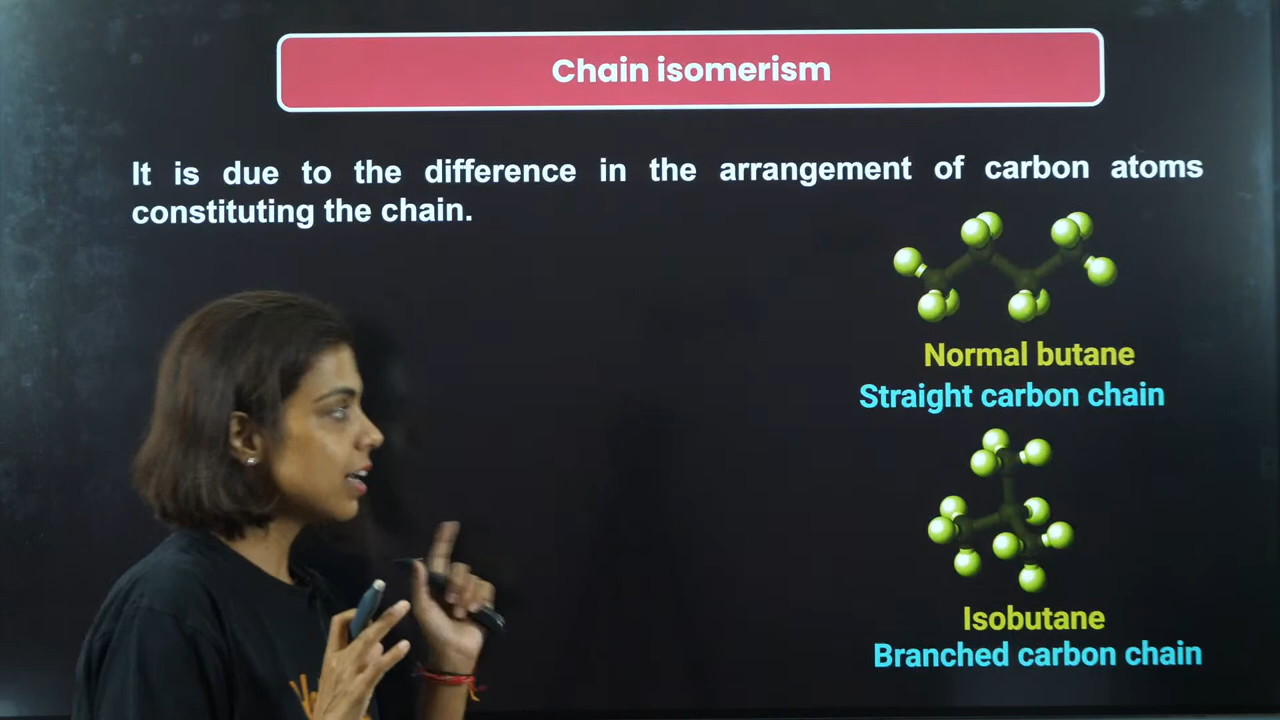 Chain isomerism
It is due to the difference in the arrangement of carbon atoms
constituting the chain.
Normal butane
Straight carbon chain
Isobutane
Branched carbon chain